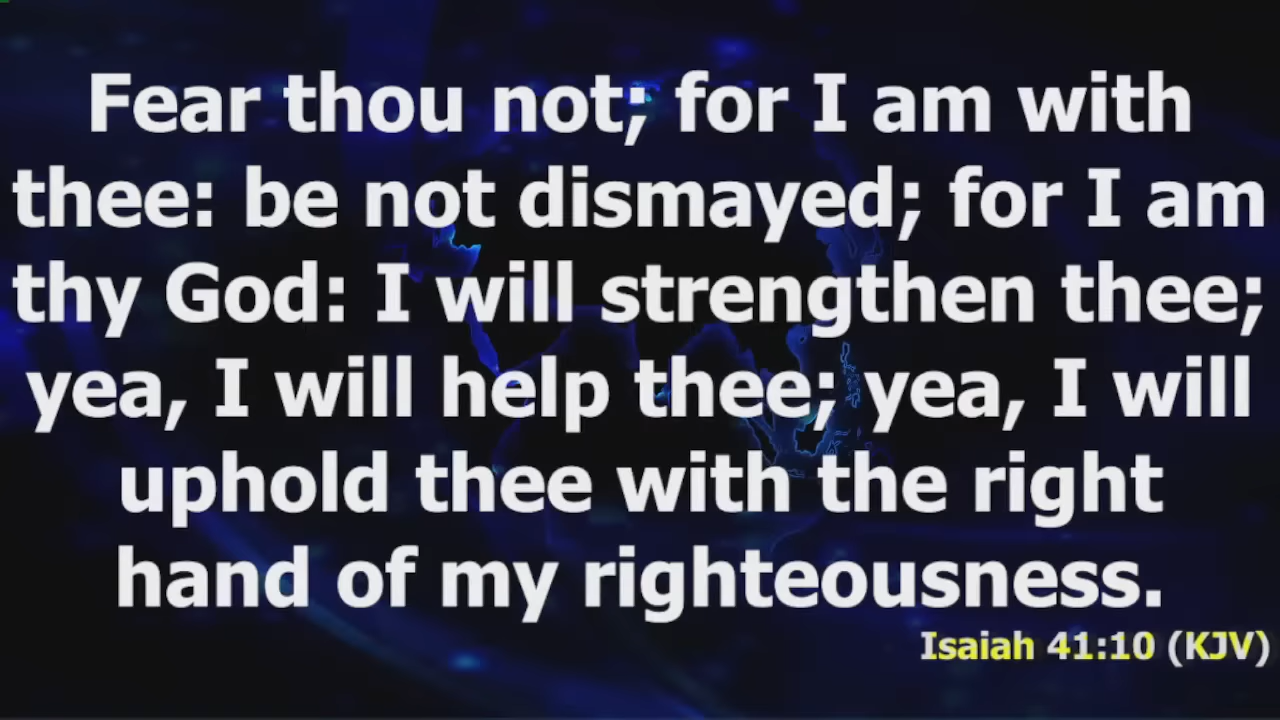 Fear thou not; for I am with
thee: be not dismayed; for I am
thy God: I will strengthen thee;
yea, I will help thee; yea, I will
uphold thee with the right
hand of my righteousness.
Isaiah 41:10 (KJV)